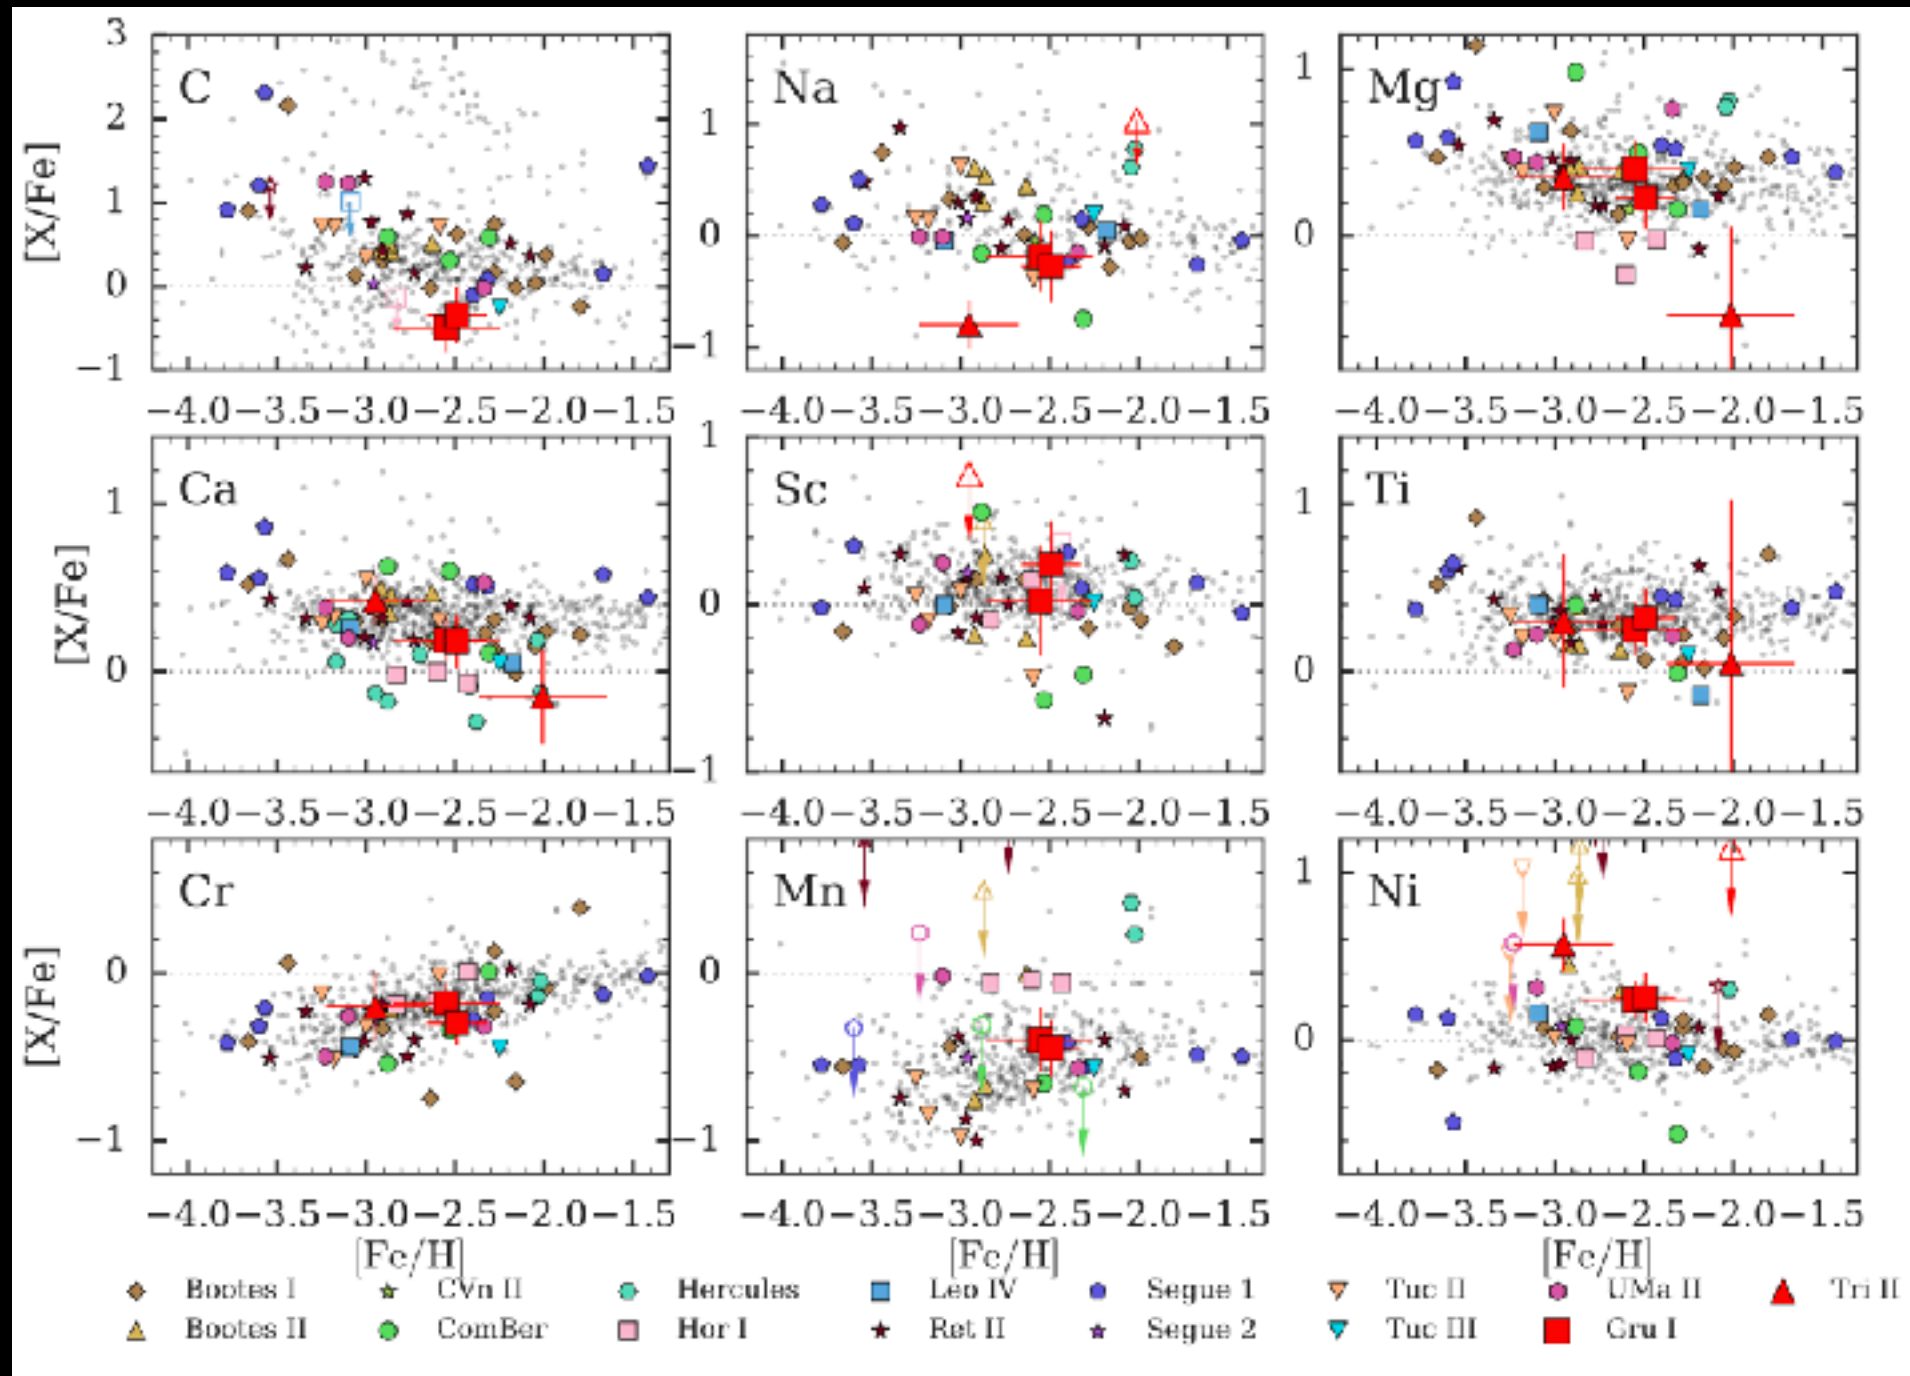 3
2
1
0
−1
[X/Fe]
C
−4.0 −3.5 −3.0 −2.5 −2.0 −1.5
1
0
−1
Na
−4.0 −3.5 −3.0 −2.5 −2.0 −1.5
1
0
Mg
−4.0 −3.5 −3.0 −2.5 −2.0 −1.5
1
0
[X/Fe]
Ca
−4.0 −3.5 −3.0 −2.5 −2.0 −1.5
1
0
−1
Sc
−4.0 −3.5 −3.0 −2.5 −2.0 −1.5
1
0
Ti
−4.0 −3.5 −3.0 −2.5 −2.0 −1.5
0
−1
[X/Fe]
Cr
−4.0 −3.5 −3.0 −2.5 −2.0 −1.5
[Fe/H]
0
−1
Mn
−4.0 −3.5 −3.0 −2.5 −2.0 −1.5
[Fe/H]
1
0
Ni
−4.0 −3.5 −3.0 −2.5 −2.0 −1.5
[Fe/H]
Bootes I CVn II Hercules Leo IV Segue 1 Tuc II UMa II Tri II
Bootes II ComBer Hor I Ret II Segue 2 Tuc III Gru I